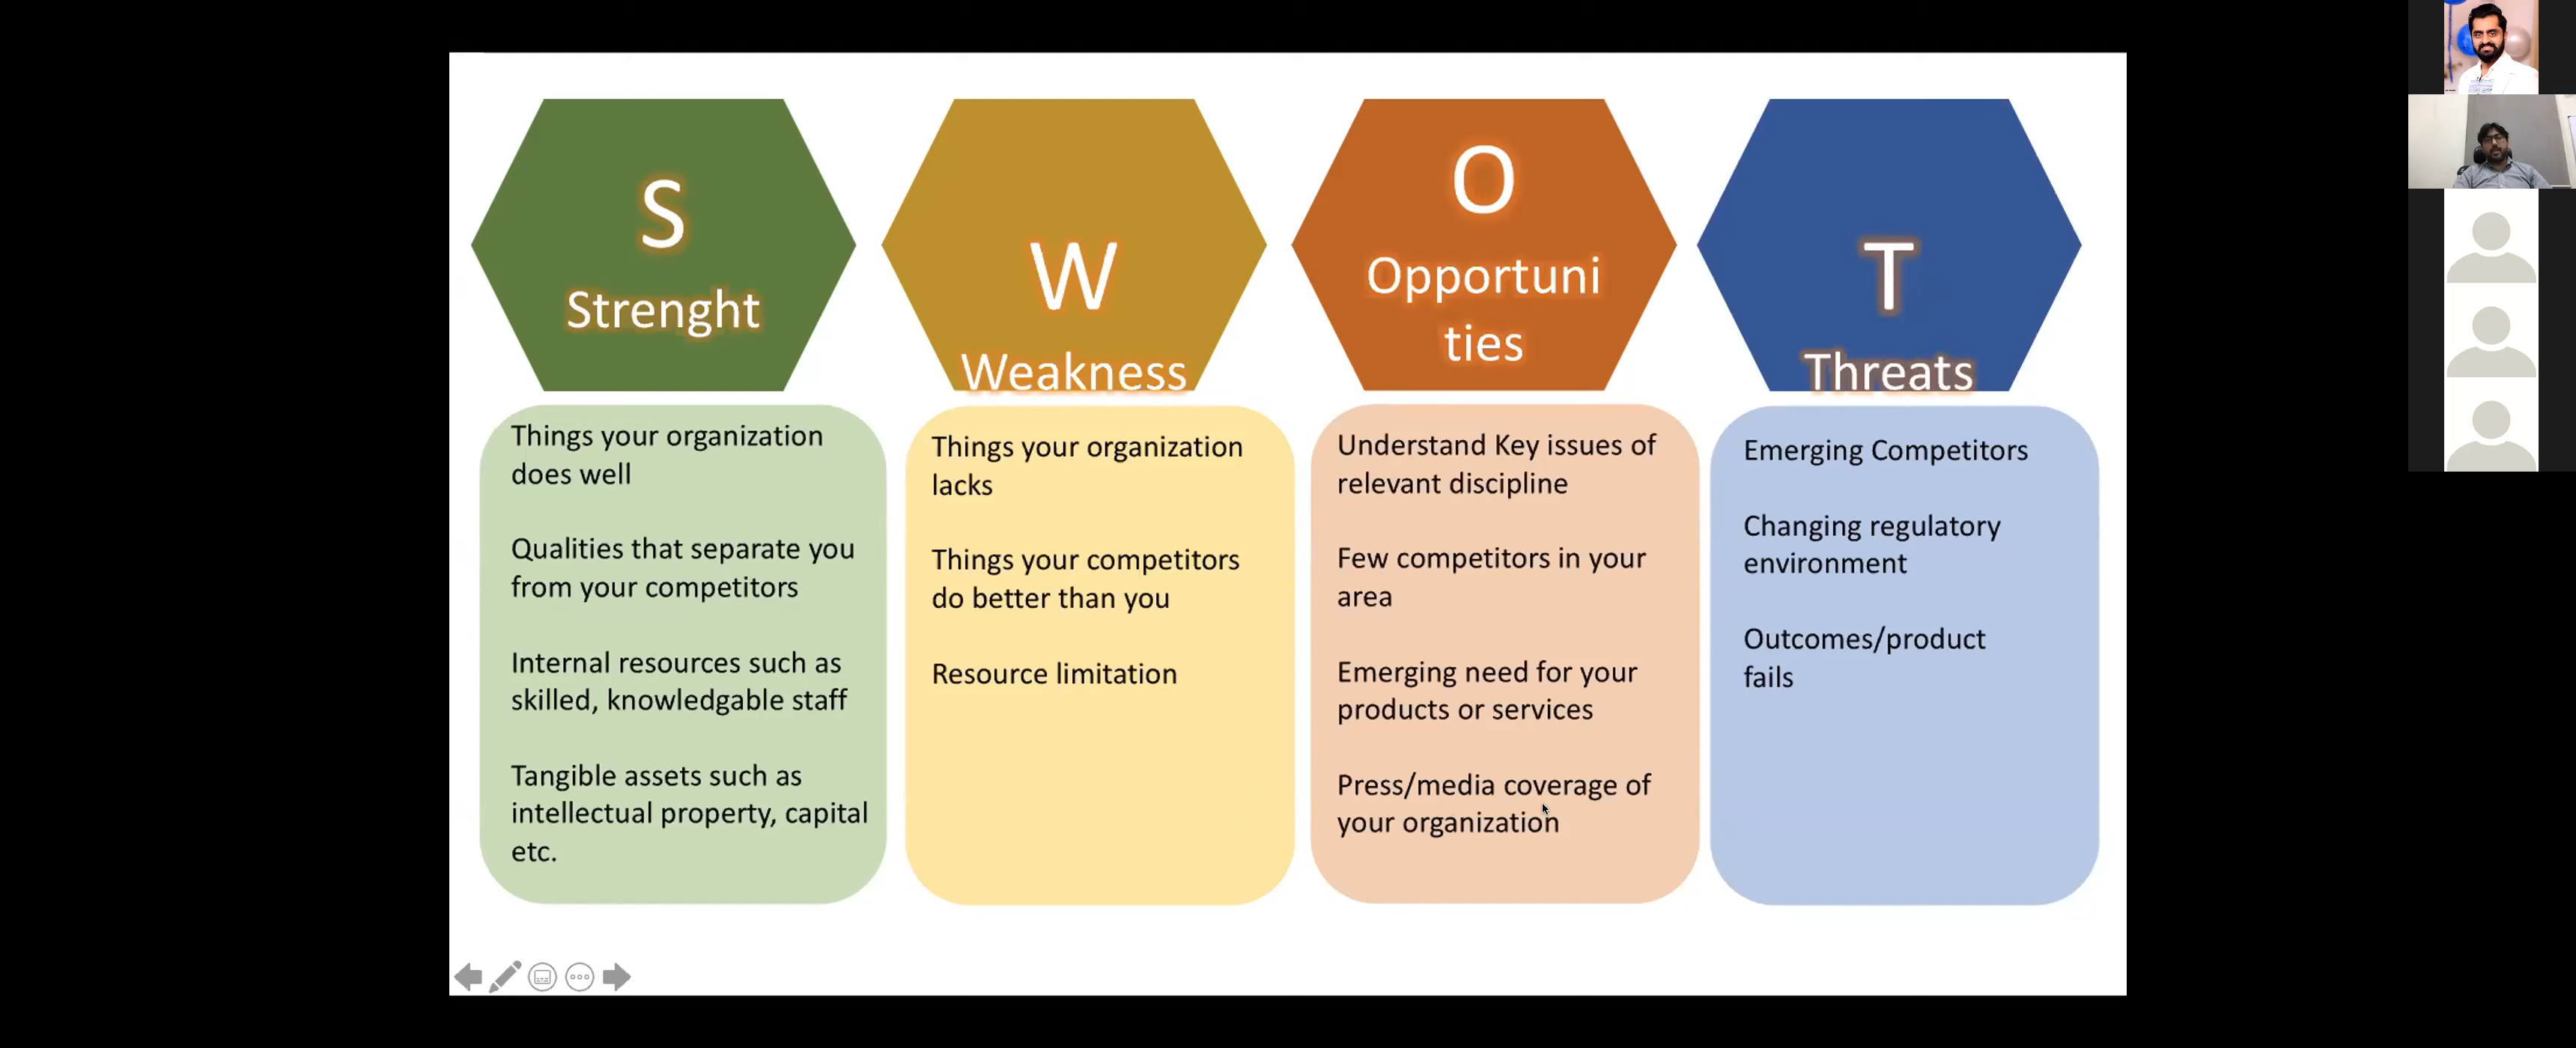 S
Strenght
W
Weakness
O
Opportuni
ties
T
Threats
Things your organization
does well
Qualities that separate you
from your competitors
Internal resources such as
skilled, knowledgable staff
Tangible assets such as
intellectual property, capital
etc.
Things your organization
lacks
Things your competitors
do better than you
Resource limitation
Understand Key issues of
relevant discipline
Few competitors in your
area
Emerging need for your
products or services
Press/media coverage of
your organization
Emerging Competitors
Changing regulatory
environment
Outcomes/product
fails